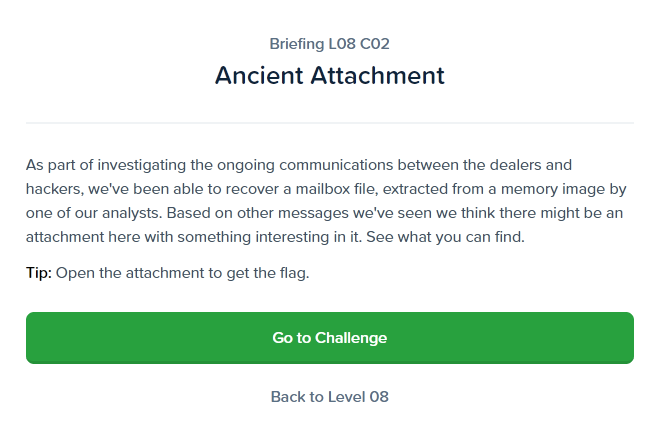 Briefing L08 C02
Ancient Attachment
As part of investigating the ongoing communications between the dealers and
hackers, we've been able to recover a mailbox file, extracted from a memory image by
one of our analysts. Based on other messages we've seen we think there might be an
attachment here with something interesting in it. See what you can find.
Tip: Open the attachment to get the flag.
Go to Challenge
Back to Level 08